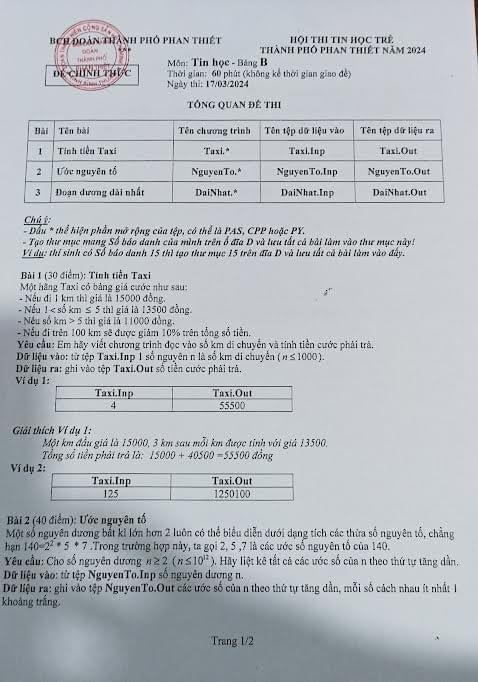 BCH ĐOÀN THÀNH PHỐ PHAN THIẾT
***
ĐỀ CHÍNH THỨC
HỘI THI TIN HỌC TRẺ
THÀNH PHỐ PHAN THIẾT NĂM 2024
Môn: Tin học - Bảng B
Thời gian: 60 phút (không kể thời gian giao đề)
Ngày thi: 17/03/2024
TỔNG QUAN ĐỀ THI
Bài Tên bài Tên chương trình Tên tệp dữ liệu vào Tên tệp dữ liệu ra
1 Tính tiền Taxi Taxi.* Taxi.Inp Taxi.Out
2 Ước nguyên tố NguyenTo.* NguyenTo.Inp NguyenTo.Out
3 Đoạn dương dài nhất DaiNhat.* DaiNhat.Inp DaiNhat.Out
Chú ý:
- Dấu * thể hiện phần mở rộng của tệp, có thể là PAS, CPP hoặc PY.
- Tạo thư mục mang Số báo danh của mình trên ổ đĩa D và lưu tất cả bài làm vào thư mục này!
Ví dụ: thí sinh có Số báo danh 15 thì tạo thư mục 15 trên đĩa D và lưu tất cả bài làm vào đấy.
Bài 1 (30 điểm): Tính tiền Taxi
Một hãng Taxi có bảng giá cước như sau:
- Nếu đi 1 km thì giá là 15000 đồng.
- Nếu 1 < số km ≤ 5 thì giá là 13500 đồng.
- Nếu số km > 5 thì giá là 11000 đồng.
- Nếu đi trên 100 km sẽ được giảm 10% trên tổng số tiền.
Yêu cầu: Em hãy viết chương trình đọc vào số km di chuyển và tính tiền cước phải trả.
Dữ liệu vào: từ tệp Taxi.Inp 1 số nguyên n là số km di chuyển (n ≤ 1000).
Dữ liệu ra: ghi vào tệp Taxi.Out số tiền cước phải trả.
Ví dụ 1:
Taxi.Inp Taxi.Out
4 55500
Giải thích Ví dụ 1:
Một km đầu giá là 15000, 3 km sau mỗi km được tính với giá 13500.
Tổng số tiền phải trả là: 15000 + 40500 =55500 đồng
Ví dụ 2:
Taxi.Inp Taxi.Out
125 1250100
Bài 2 (40 điểm): Ước nguyên tố
Một số nguyên dương bất kì lớn hơn 2 luôn có thể biểu diễn dưới dạng tích các thừa số nguyên tố, chẳng
hạn 140=2² * 5 * 7 .Trong trường hợp này, ta gọi 2, 5 ,7 là các ước số nguyên tố của 140.
Yêu cầu: Cho số nguyên dương n ≥ 2 (n ≤ 10¹²). Hãy liệt kê tất cả các ước số của n theo thứ tự tăng dần.
Dữ liệu vào: từ tệp NguyenTo.Inp số nguyên dương n.
Dữ liệu ra: ghi vào tệp NguyenTo.Out các ước số của n theo thứ tự tăng dần, mỗi số cách nhau ít nhất 1
khoảng trắng.
Trang 1/2